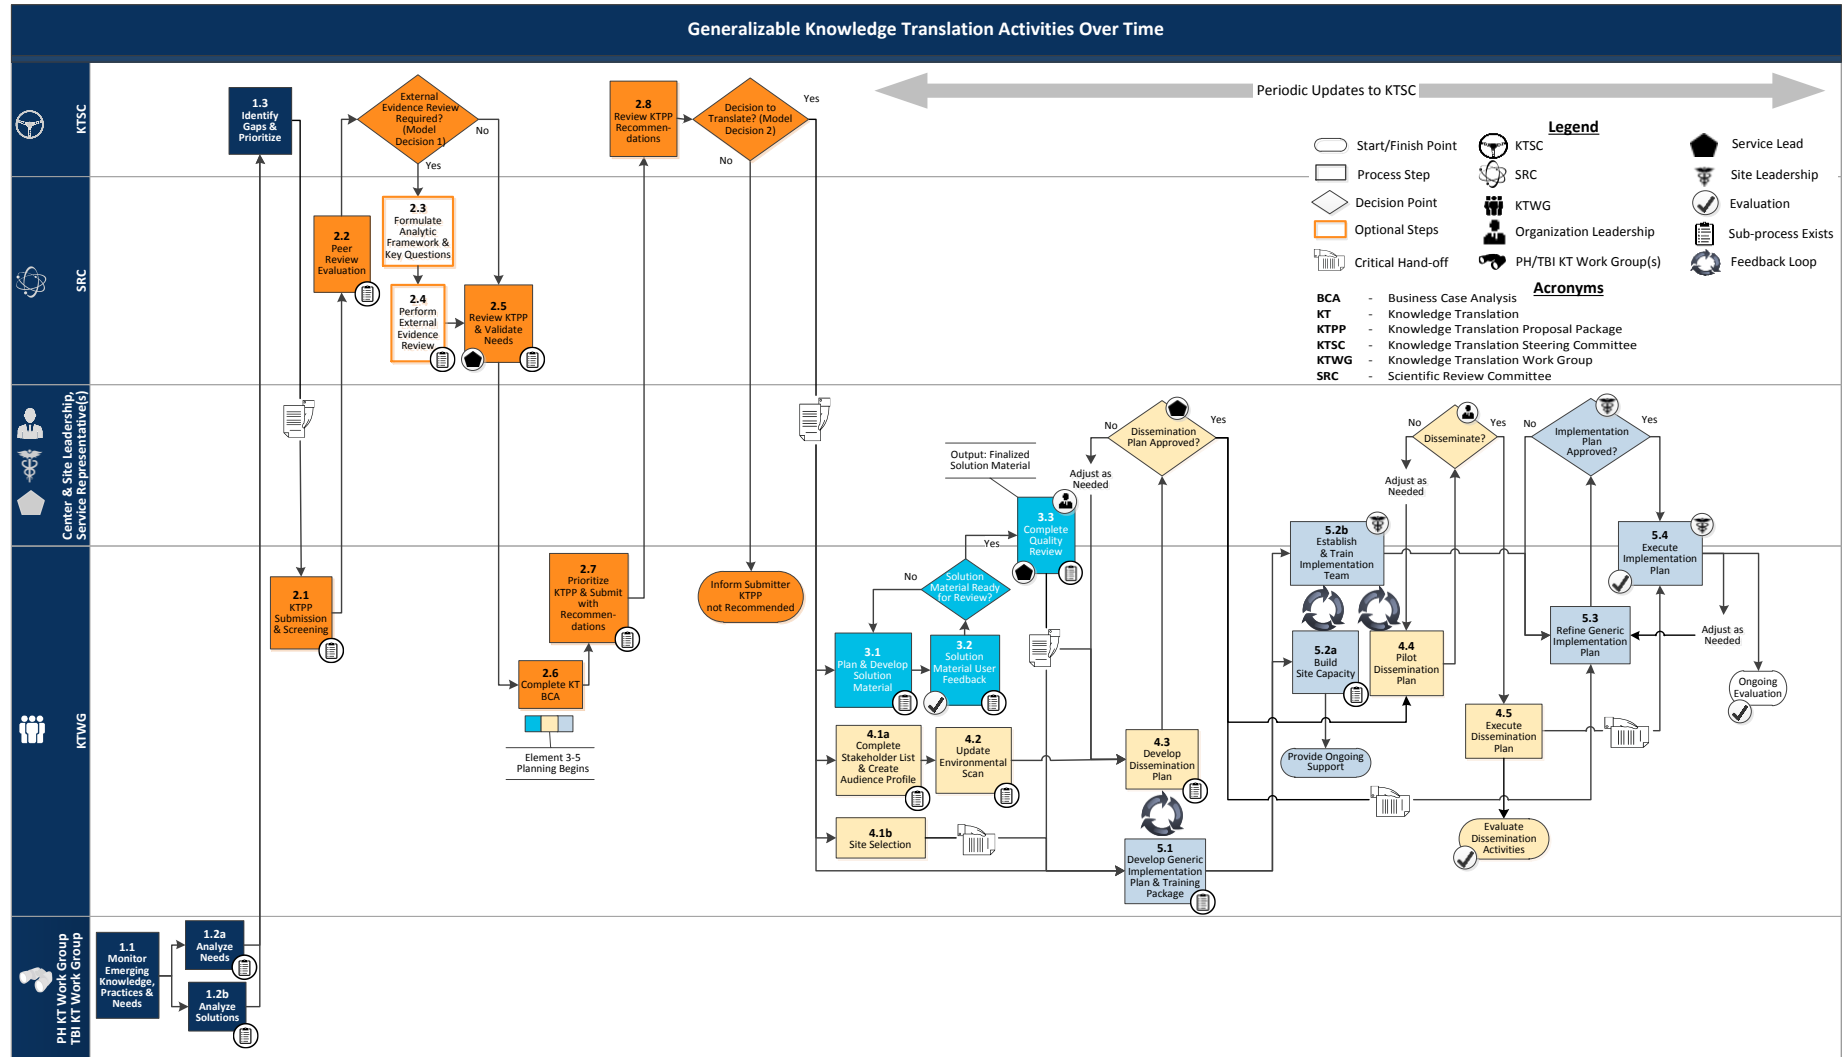 Generalizable Knowledge Translation Activities Over Time
KTSC
1.3
Identify
Gaps &
Prioritize
External
Evidence Review
Required?
(Model
Decision 1)
No
Yes
2.8
Review KTPP
Recommen-
dations
Decision to
Translate? (Model
Decision 2)
Yes
No
Periodic Updates to KTSC
Legend
Start/Finish Point
Process Step
Decision Point
Optional Steps
Critical Hand-off
KTSC
SRC
KTWG
Organization Leadership
PH/TBI KT Work Group(s)
Service Lead
Site Leadership
Evaluation
Sub-process Exists
Feedback Loop
Acronyms
BCA - Business Case Analysis
KT - Knowledge Translation
KTPP - Knowledge Translation Proposal Package
KTSC - Knowledge Translation Steering Committee
KTWG - Knowledge Translation Work Group
SRC - Scientific Review Committee
SRC
2.2
Peer
Review
Evaluation
2.3
Formulate
Analytic
Framework &
Key Questions
2.4
Perform
External
Evidence
Review
2.5
Review KTPP
& Validate
Needs
Center & Site Leadership,
Service Representative(s)
Output: Finalized
Solution Material
3.3
Complete
Quality
Review
No
Dissemination
Plan Approved?
Yes
Adjust as
Needed
No
Disseminate?
Yes
Adjust as
Needed
No
Implementation
Plan
Approved?
Yes
5.2b
Establish
& Train
Implementation
Team
5.4
Execute
Implementation
Plan
KTWG
2.1
KTPP
Submission
& Screening
2.7
Prioritize
KTPP & Submit
with
Recommen-
dations
2.6
Complete KT
BCA
Element 3-5
Planning Begins
Inform Submitter
KTPP
not Recommended
No
Solution
Material Ready
for Review?
Yes
3.1
Plan & Develop
Solution
Material
3.2
Solution
Material User
Feedback
4.1a
Complete
Stakeholder List
& Create
Audience Profile
4.2
Update
Environmental
Scan
4.1b
Site Selection
4.3
Develop
Dissemination
Plan
5.1
Develop Generic
Implementation
Plan & Training
Package
5.2a
Build
Site Capacity
Provide Ongoing
Support
4.4
Pilot
Dissemination
Plan
4.5
Execute
Dissemination
Plan
Evaluate
Dissemination
Activities
5.3
Refine Generic
Implementation
Plan
Adjust as
Needed
Ongoing
Evaluation
PH KT Work Group
TBI KT Work Group
1.1
Monitor
Emerging
Knowledge,
Practices &
Needs
1.2a
Analyze
Needs
1.2b
Analyze
Solutions